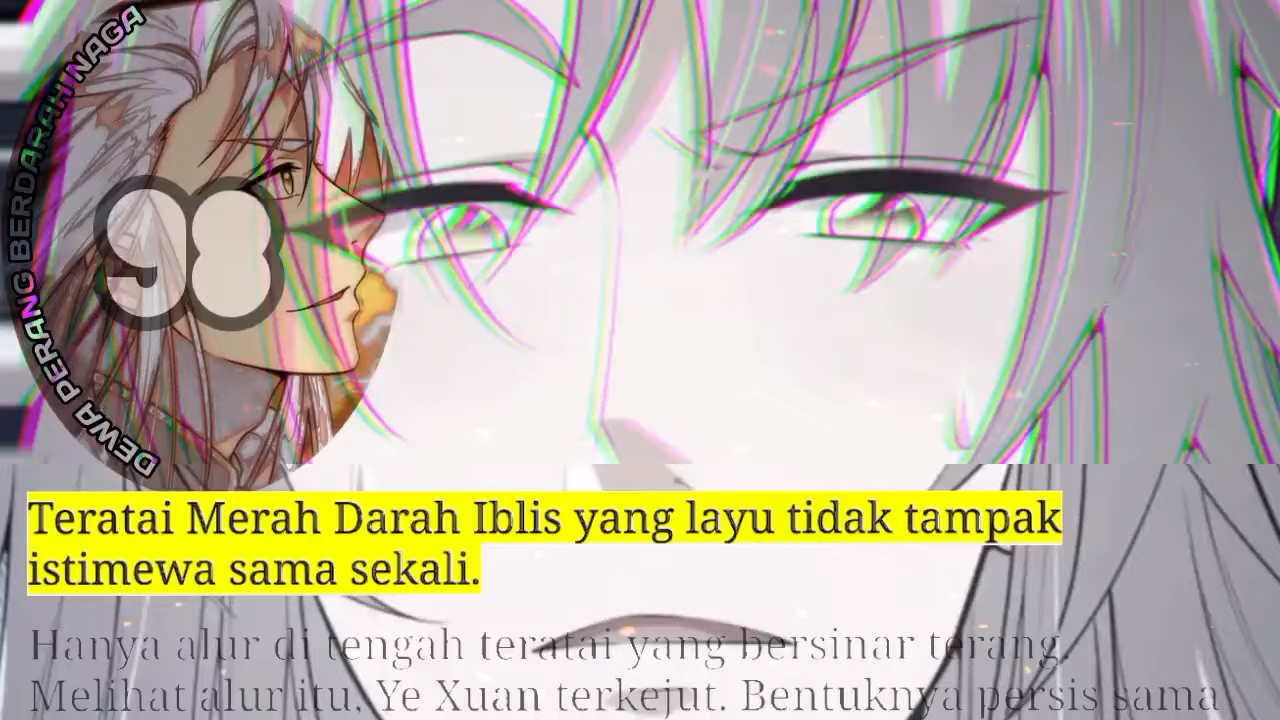 DEWA PERANG BERDARAH NAGA
98
Teratai Merah Darah Iblis yang layu tidak tampak
istimewa sama sekali.
Hanya alur di tengah teratai yang bersinar terang.
Melihat alur itu, Ye Xuan terkejut. Bentuknya persis sama